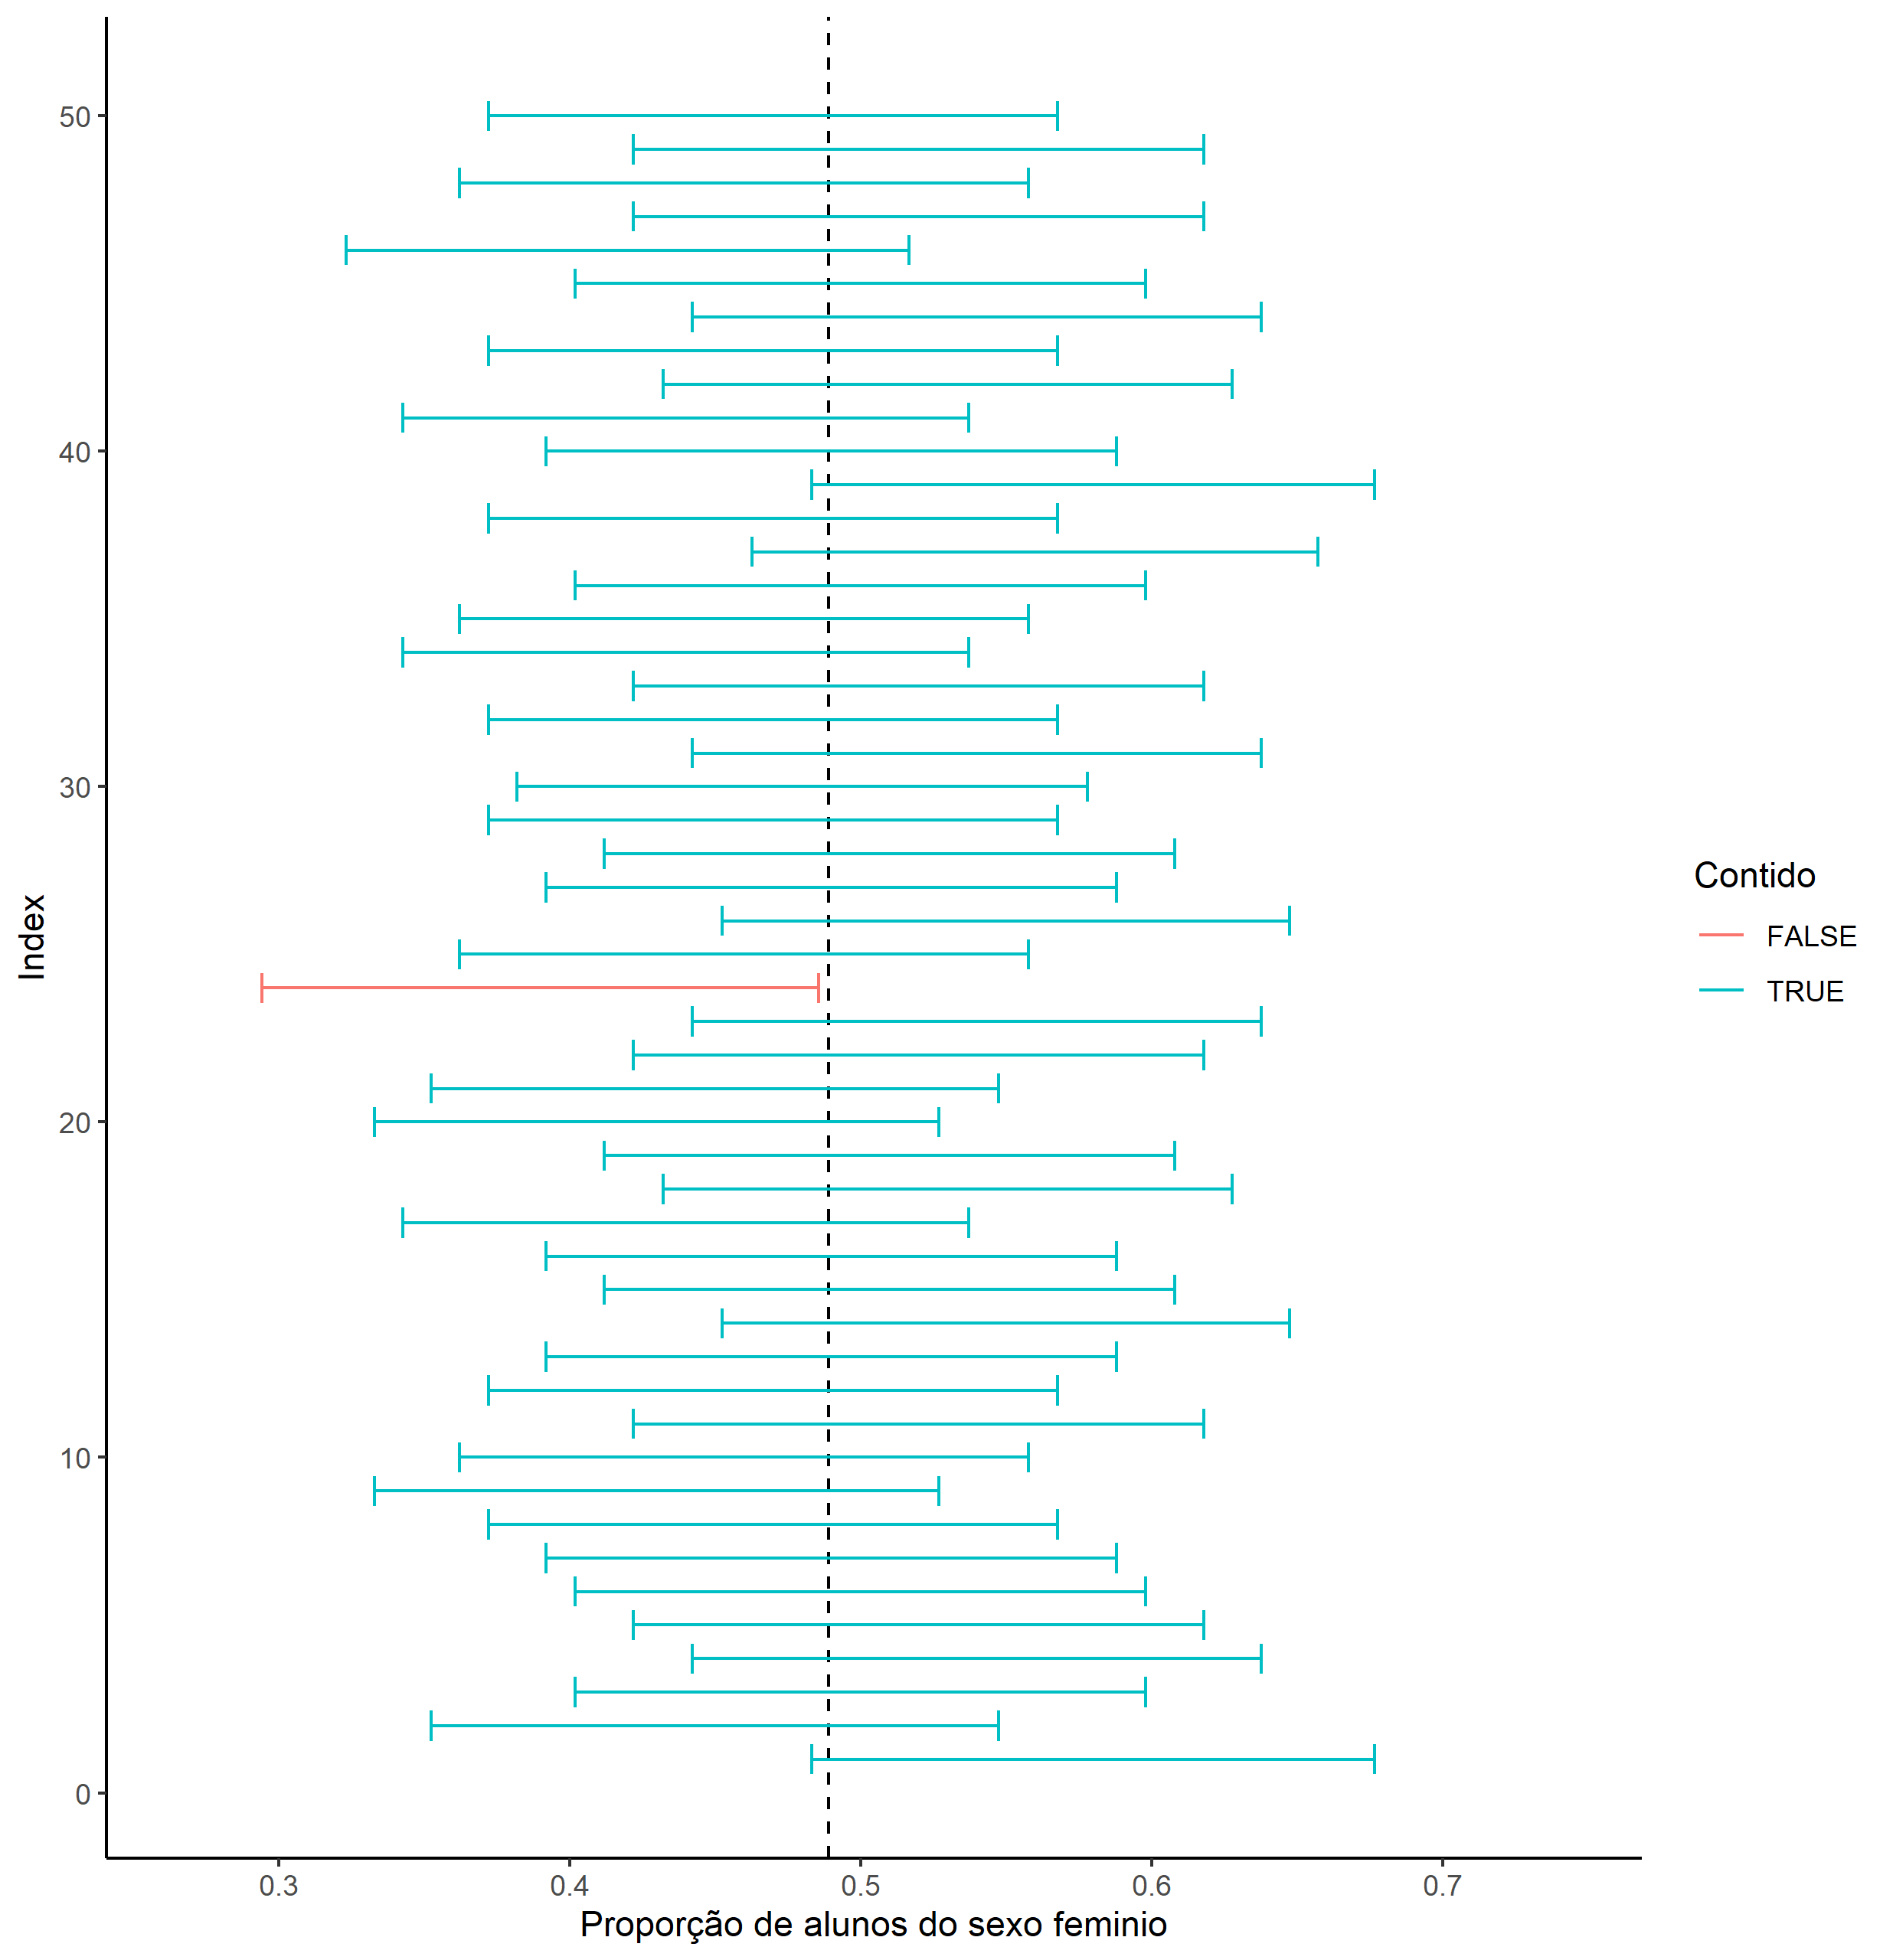 50
40
30
20
10
0
Index
0.3 0.4 0.5 0.6 0.7
Proporção de alunos do sexo feminio
Contido
FALSE
TRUE